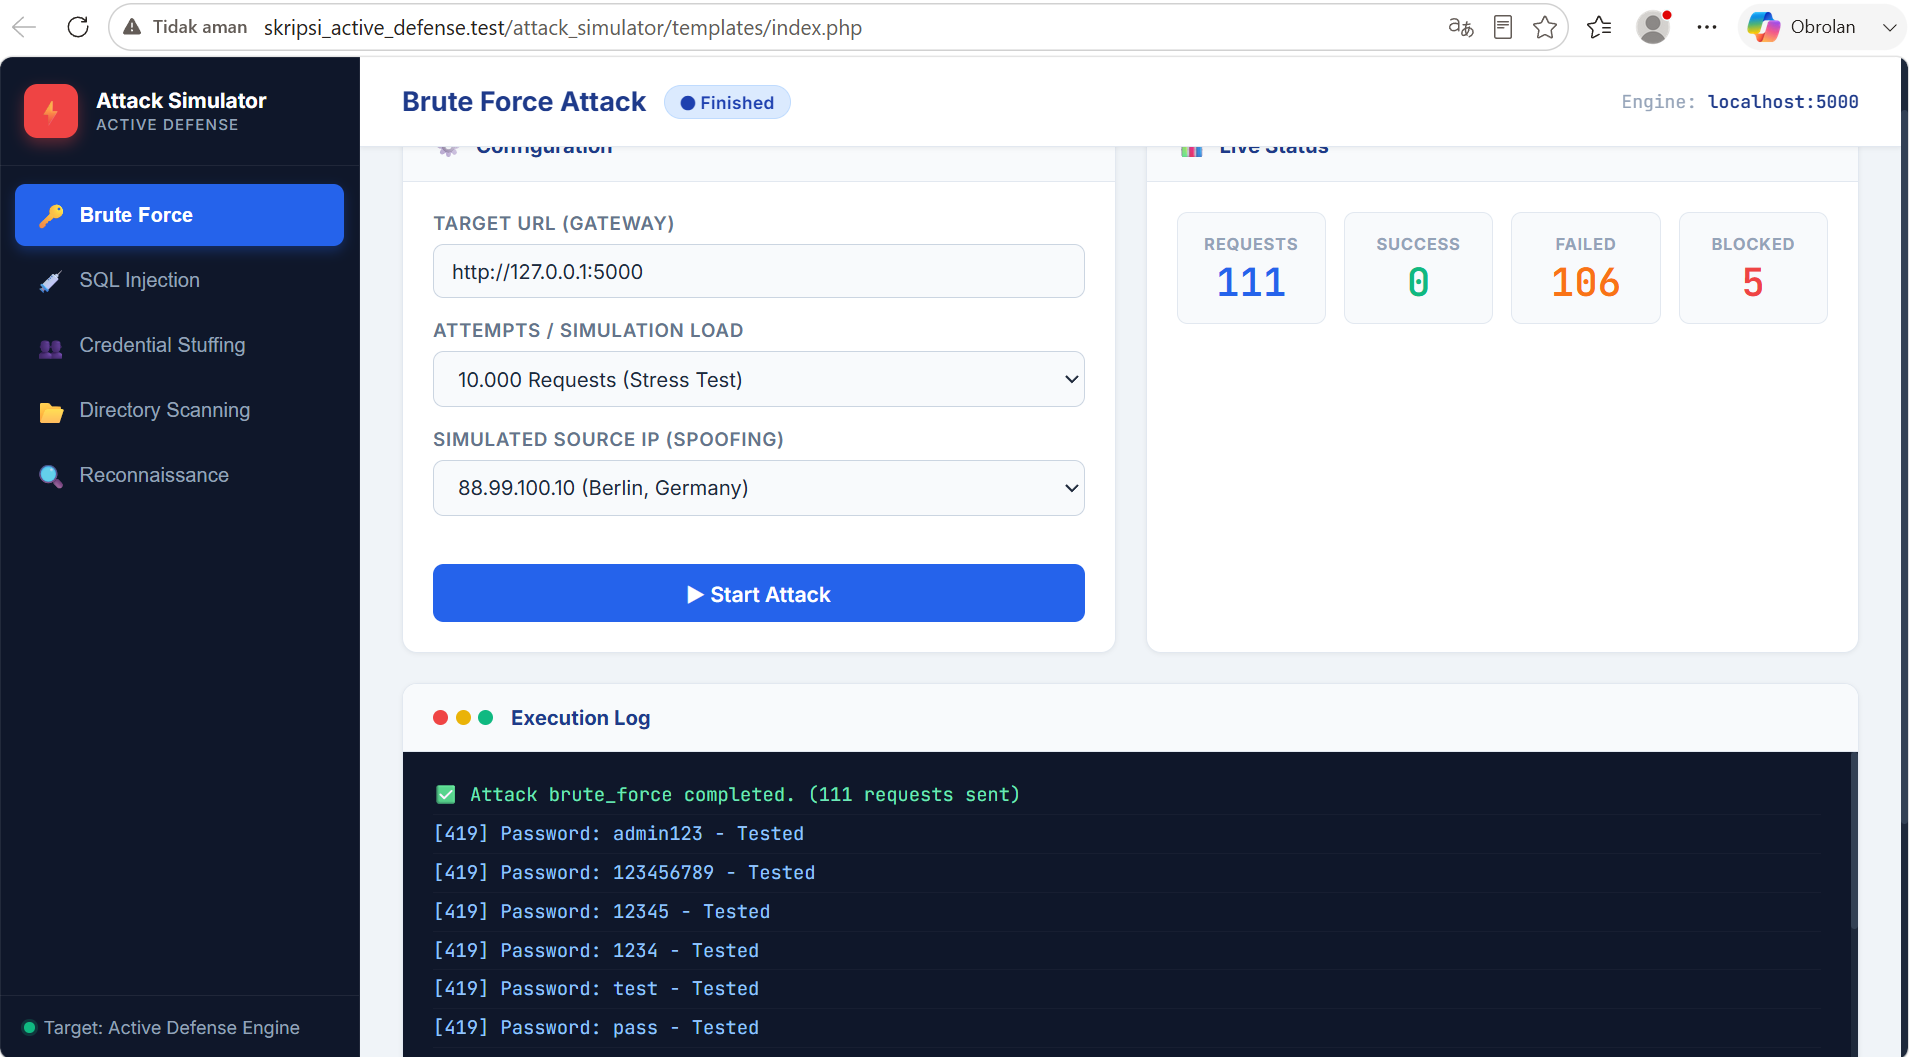 Tidak aman
skripsi_active_defense.test/attack_simulator/templates/index.php
Obrolan
Attack Simulator
ACTIVE DEFENSE
Brute Force
SQL Injection
Credential Stuffing
Directory Scanning
Reconnaissance
Target: Active Defense Engine
Brute Force Attack
Finished
Engine: localhost:5000
Configuration
TARGET URL (GATEWAY)
http://127.0.0.1:5000
ATTEMPTS / SIMULATION LOAD
10.000 Requests (Stress Test)
SIMULATED SOURCE IP (SPOOFING)
88.99.100.10 (Berlin, Germany)
▶ Start Attack
Live Status
REQUESTS
111
SUCCESS
0
FAILED
106
BLOCKED
5
Execution Log
✅ Attack brute_force completed. (111 requests sent)
[419] Password: admin123 - Tested
[419] Password: 123456789 - Tested
[419] Password: 12345 - Tested
[419] Password: 1234 - Tested
[419] Password: test - Tested
[419] Password: pass - Tested